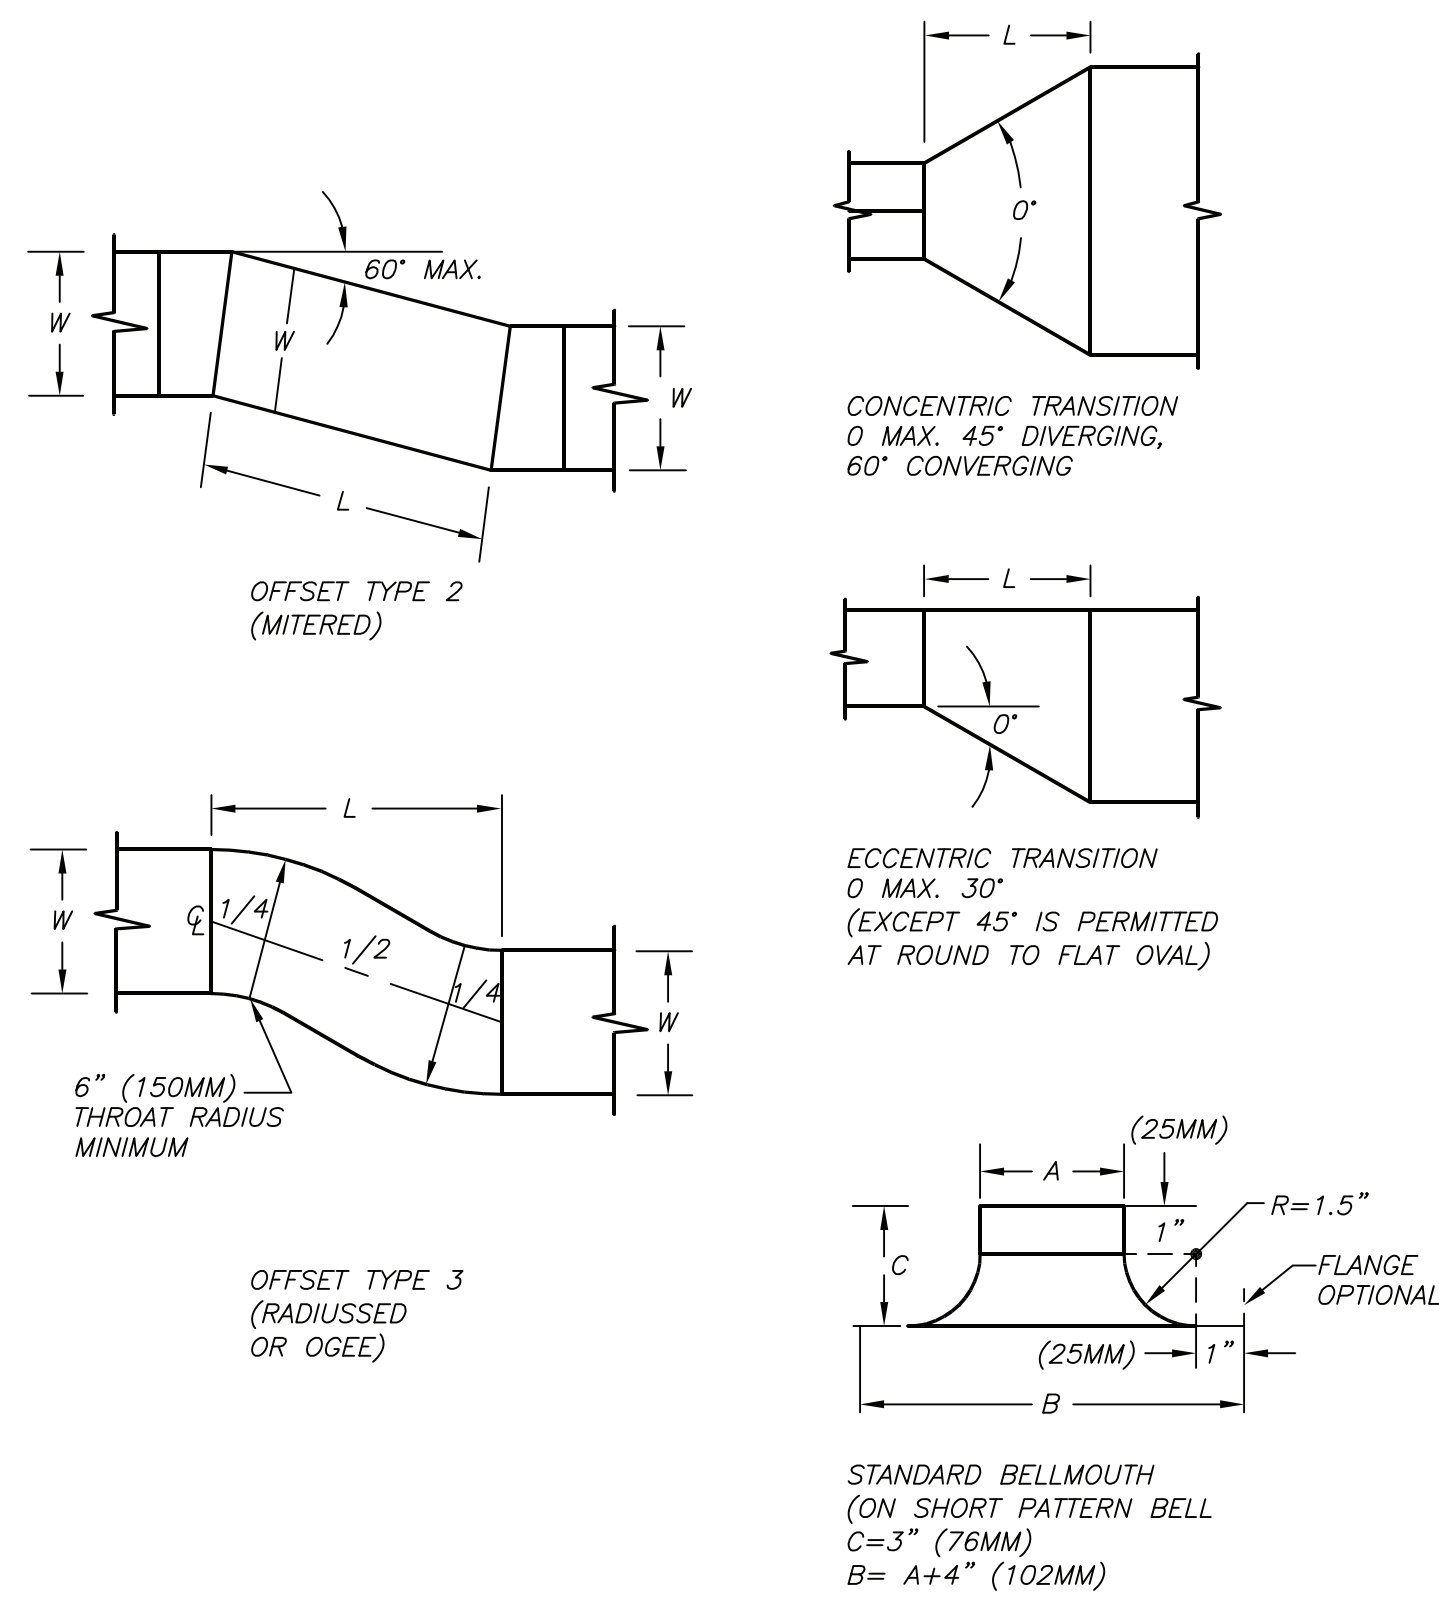 60° MAX.
W
W
W
L
OFFSET TYPE 2
(MITERED)
L
W
℄
1/4
1/2
1/4
W
6" (150MM)
THROAT RADIUS
MINIMUM
OFFSET TYPE 3
(RADIUSSED
OR OGEE)
L
0°
CONCENTRIC TRANSITION
0 MAX. 45° DIVERGING,
60° CONVERGING
L
0°
ECCENTRIC TRANSITION
0 MAX. 30°
(EXCEPT 45° IS PERMITTED
AT ROUND TO FLAT OVAL)
(25MM)
A
R=1.5"
1"
C
FLANGE
OPTIONAL
(25MM)
1"
B
STANDARD BELLMOUTH
(ON SHORT PATTERN BELL
C=3" (76MM)
B= A+4" (102MM)